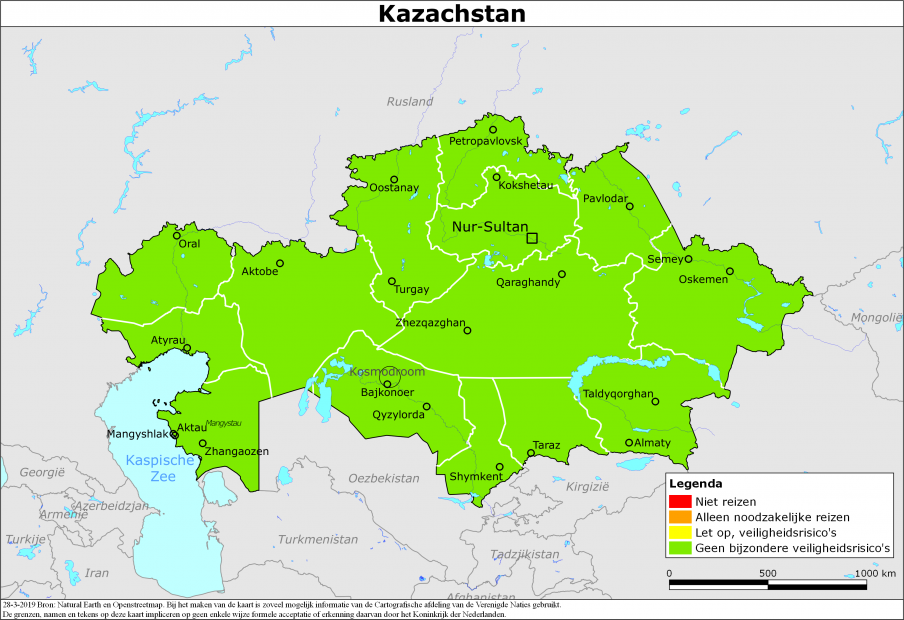 Kazachstan
Rusland
Petropavlovsk
Oostanay
Kokshetau
Pavlodar
Nur-Sultan
Oral
Semey
Aktobe
Oskemen
Qaraghandy
Turgay
Mongolië
Zhezqazghan
Atyrau
Kosmodroom
Bajkonoer
Taldyqorghan
Qyzylorda
Mangystau
Aktau
Mangyshlak
Almaty
Taraz
Zhangaozen
Kaspische
Zee
Georgië
Shymkent
Oezbekistan
Kirgizië
Azerbeidzjan
Armenië
Turkije
Turkmenistan
Tadzjikistan
Iran
Afghanistan
Legenda
Niet reizen
Alleen noodzakelijke reizen
Let op, veiligheidsrisico's
Geen bijzondere veiligheidsrisico's
0 500 1000 km
28-3-2019 Bron: Natural Earth en Openstreetmap. Bij het maken van de kaart is zoveel mogelijk informatie van de Cartografische afdeling van de Verenigde Naties gebruikt.
De grenzen, namen en tekens op deze kaart impliceren op geen enkele wijze formele acceptatie of erkenning daarvan door het Koninkrijk der Nederlanden.